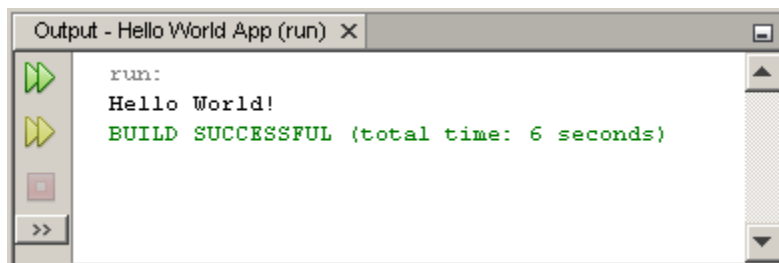 Output - Hello World App (run)
run:
Hello World!
BUILD SUCCESSFUL (total time: 6 seconds)
>>